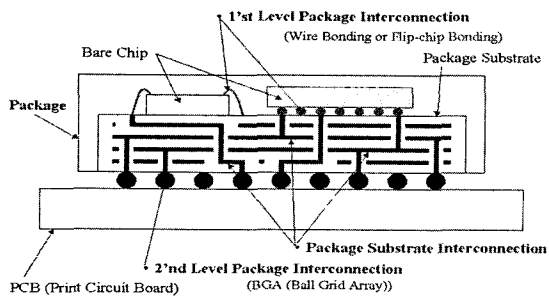 • 1'st Level Package Interconnection
(Wire Bonding or Flip-chip Bonding)
Bare Chip
Package Substrate
Package
• Package Substrate Interconnection
• 2'nd Level Package Interconnection
(BGA (Ball Grid Array))
PCB (Print Circuit Board)